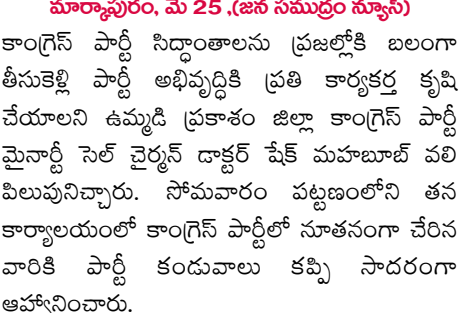 మార్కాపురం, మే 25 ,(జన సముద్రం న్యూస్)
కాంగ్రెస్ పార్టీ సిద్ధాంతాలను ప్రజల్లోకి బలంగా
తీసుకెళ్లి పార్టీ అభివృద్ధికి ప్రతి కార్యకర్త కృషి
చేయాలని ఉమ్మడి ప్రకాశం జిల్లా కాంగ్రెస్ పార్టీ
మైనార్టీ సెల్ చైర్మన్ డాక్టర్ షేక్ మహబూబ్ వలి
పిలుపునిచ్చారు. సోమవారం పట్టణంలోని తన
కార్యాలయంలో కాంగ్రెస్ పార్టీలో నూతనంగా చేరిన
వారికి పార్టీ కండువాలు కప్పి సాదరంగా
ఆహ్వానించారు.